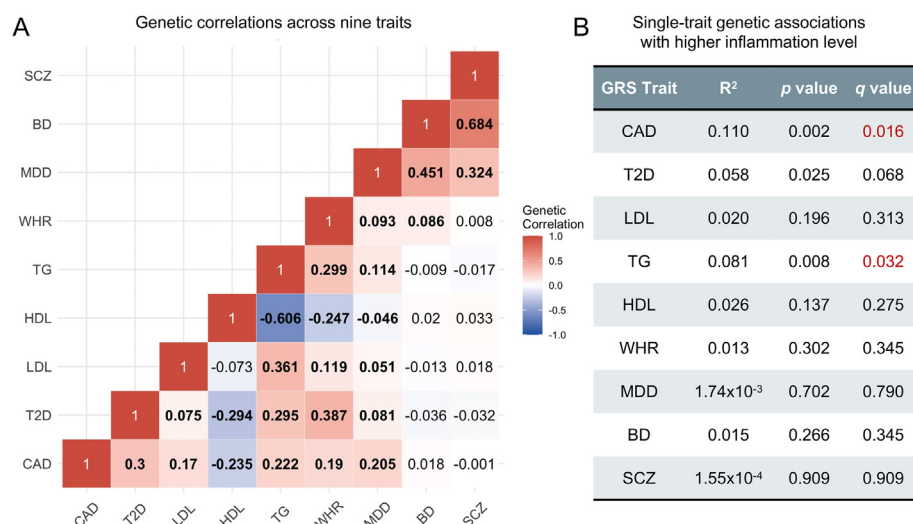 A
Genetic correlations across nine traits
SCZ 1
BD 1 0.684
MDD 1 0.451 0.324
WHR 1 0.093 0.086 0.008
TG 1 0.299 0.114 -0.009 -0.017
HDL 1 -0.606 -0.247 -0.046 0.02 0.033
LDL 1 -0.073 0.361 0.119 0.051 -0.013 0.018
T2D 1 0.075 -0.294 0.295 0.387 0.081 -0.036 -0.032
CAD 1 0.3 0.17 -0.235 0.222 0.19 0.205 0.018 -0.001
CAD T2D LDL HDL TG WHR MDD BD SCZ
Genetic
Correlation
1.0
0.5
0.0
-0.5
-1.0
B
Single-trait genetic associations
with higher inflammation level
GRS Trait R² p value q value
CAD 0.110 0.002 0.016
T2D 0.058 0.025 0.068
LDL 0.020 0.196 0.313
TG 0.081 0.008 0.032
HDL 0.026 0.137 0.275
WHR 0.013 0.302 0.345
MDD 1.74x10⁻³ 0.702 0.790
BD 0.015 0.266 0.345
SCZ 1.55x10⁻⁴ 0.909 0.909